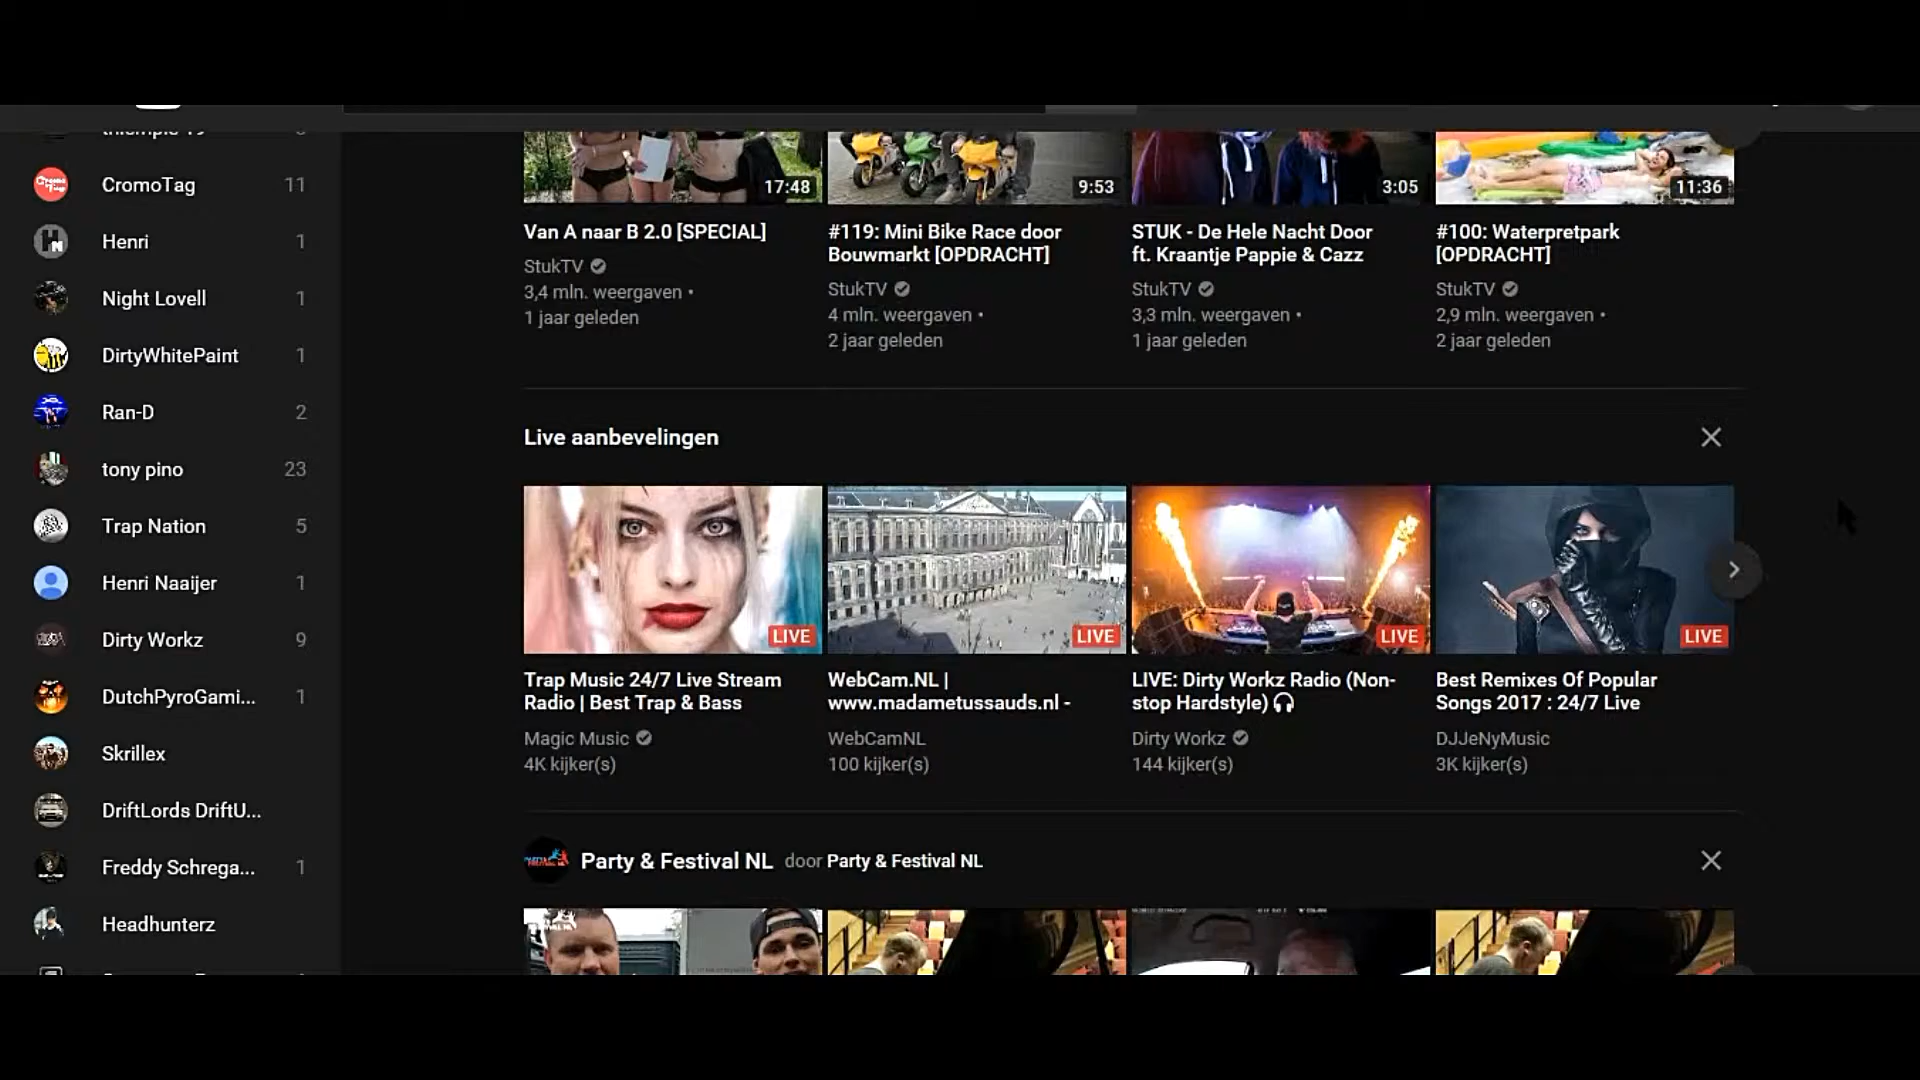 CromoTag 11
Henri 1
Night Lovell 1
DirtyWhitePaint 1
Ran-D 2
tony pino 23
Trap Nation 5
Henri Naaijer 1
Dirty Workz 9
DutchPyroGami... 1
Skrillex
DriftLords DriftU...
Freddy Schrega... 1
Headhunterz
17:48
Van A naar B 2.0 [SPECIAL]
StukTV
3,4 mln. weergaven •
1 jaar geleden
9:53
#119: Mini Bike Race door
Bouwmarkt [OPDRACHT]
StukTV
4 mln. weergaven •
2 jaar geleden
3:05
STUK - De Hele Nacht Door
ft. Kraantje Pappie & Cazz
StukTV
3,3 mln. weergaven •
1 jaar geleden
11:36
#100: Waterpretpark
[OPDRACHT]
StukTV
2,9 mln. weergaven •
2 jaar geleden
Live aanbevelingen
LIVE
Trap Music 24/7 Live Stream
Radio | Best Trap & Bass
Magic Music
4K kijker(s)
LIVE
WebCam.NL |
www.madametussauds.nl -
WebCamNL
100 kijker(s)
LIVE
LIVE: Dirty Workz Radio (Non-
stop Hardstyle)
Dirty Workz
144 kijker(s)
LIVE
Best Remixes Of Popular
Songs 2017 : 24/7 Live
DJJeNyMusic
3K kijker(s)
Party & Festival NL door Party & Festival NL